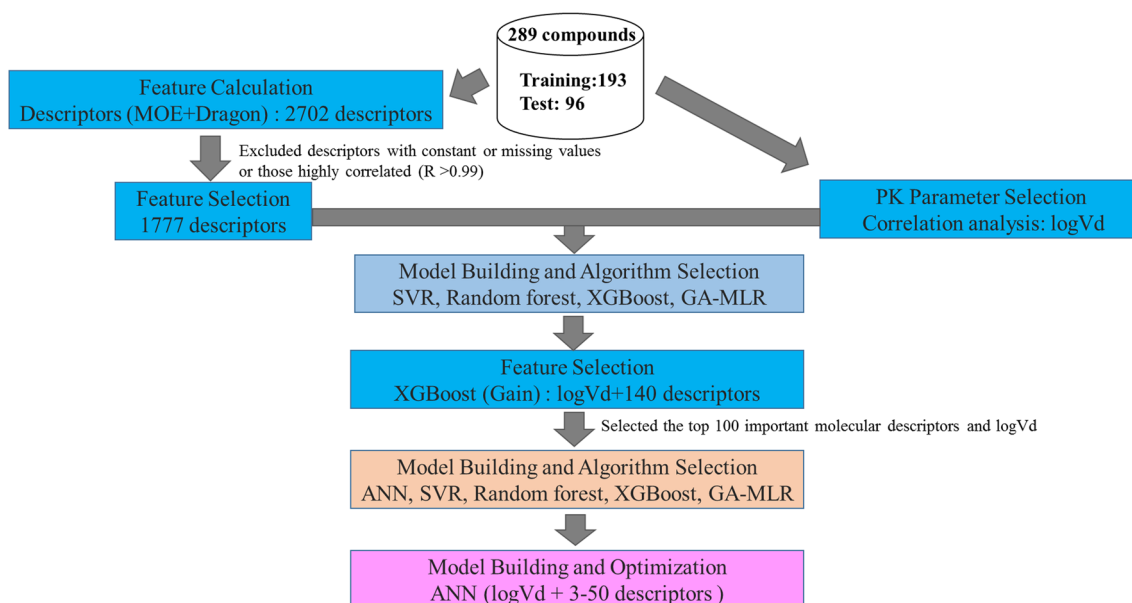 289 compounds
Training:193
Test: 96
Feature Calculation
Descriptors (MOE+Dragon) : 2702 descriptors
Excluded descriptors with constant or missing values
or those highly correlated (R >0.99)
Feature Selection
1777 descriptors
PK Parameter Selection
Correlation analysis: logVd
Model Building and Algorithm Selection
SVR, Random forest, XGBoost, GA-MLR
Feature Selection
XGBoost (Gain) : logVd+140 descriptors
Selected the top 100 important molecular descriptors and logVd
Model Building and Algorithm Selection
ANN, SVR, Random forest, XGBoost, GA-MLR
Model Building and Optimization
ANN (logVd + 3-50 descriptors )